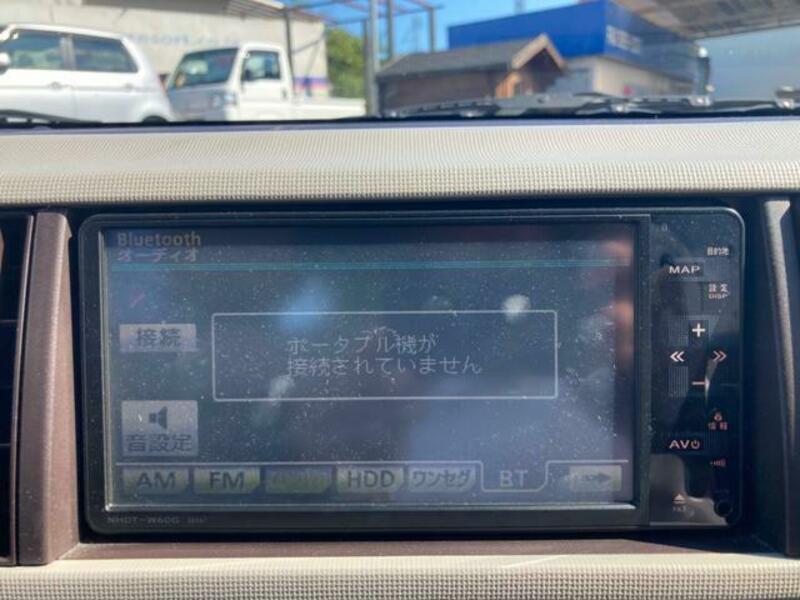 Bluetooth
オーディオ
接続
ポータブル機が
接続されていません
音設定
AM FM HDD ワンセグ BT
NHDT-W60G
目的地
MAP
設定
DISP
+
−
情報
AV